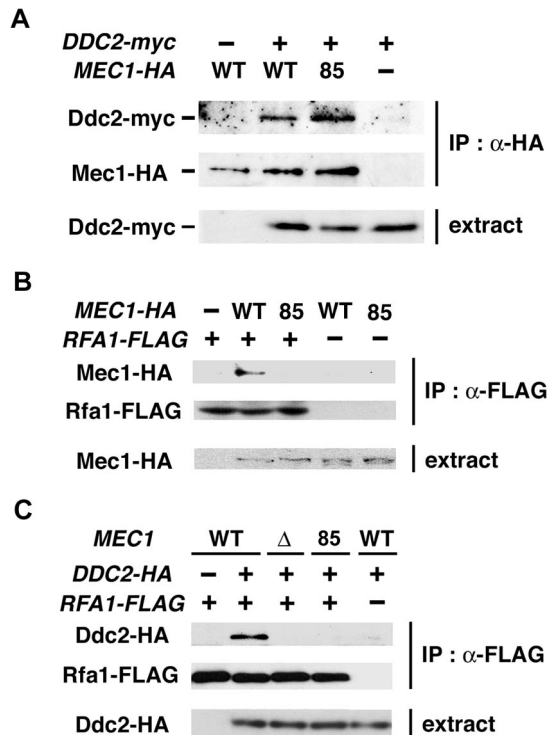 A
DDC2-myc – + + +
MEC1-HA WT WT 85 –
Ddc2-myc –
Mec1-HA –
IP : α-HA
Ddc2-myc –
extract
B
MEC1-HA – WT 85 WT 85
RFA1-FLAG + + + – –
Mec1-HA
Rfa1-FLAG
IP : α-FLAG
Mec1-HA
extract
C
MEC1 WT Δ 85 WT
DDC2-HA – + + + +
RFA1-FLAG + + + + –
Ddc2-HA
Rfa1-FLAG
IP : α-FLAG
Ddc2-HA
extract